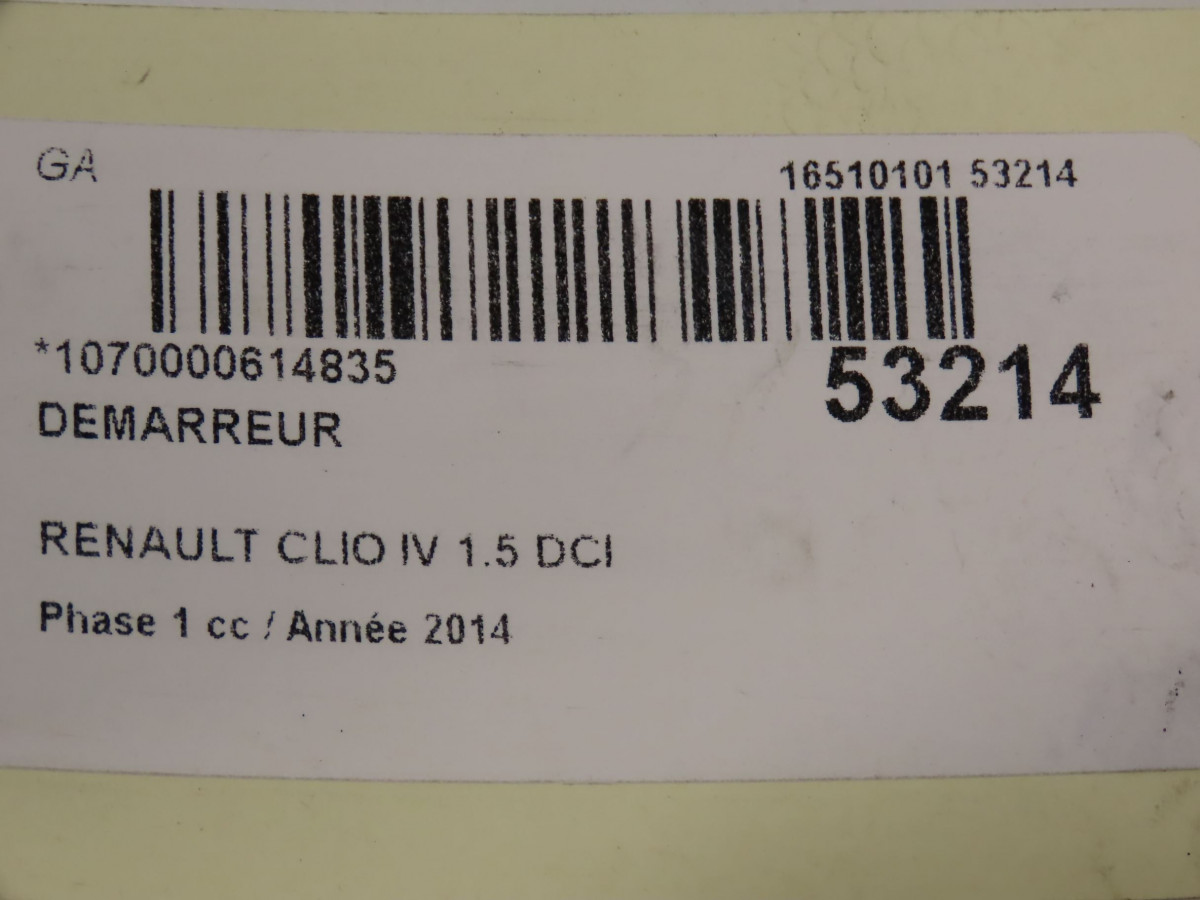 GA
16510101 53214
*1070000614835
53214
DEMARREUR
RENAULT CLIO IV 1.5 DCI
Phase 1 cc / Année 2014